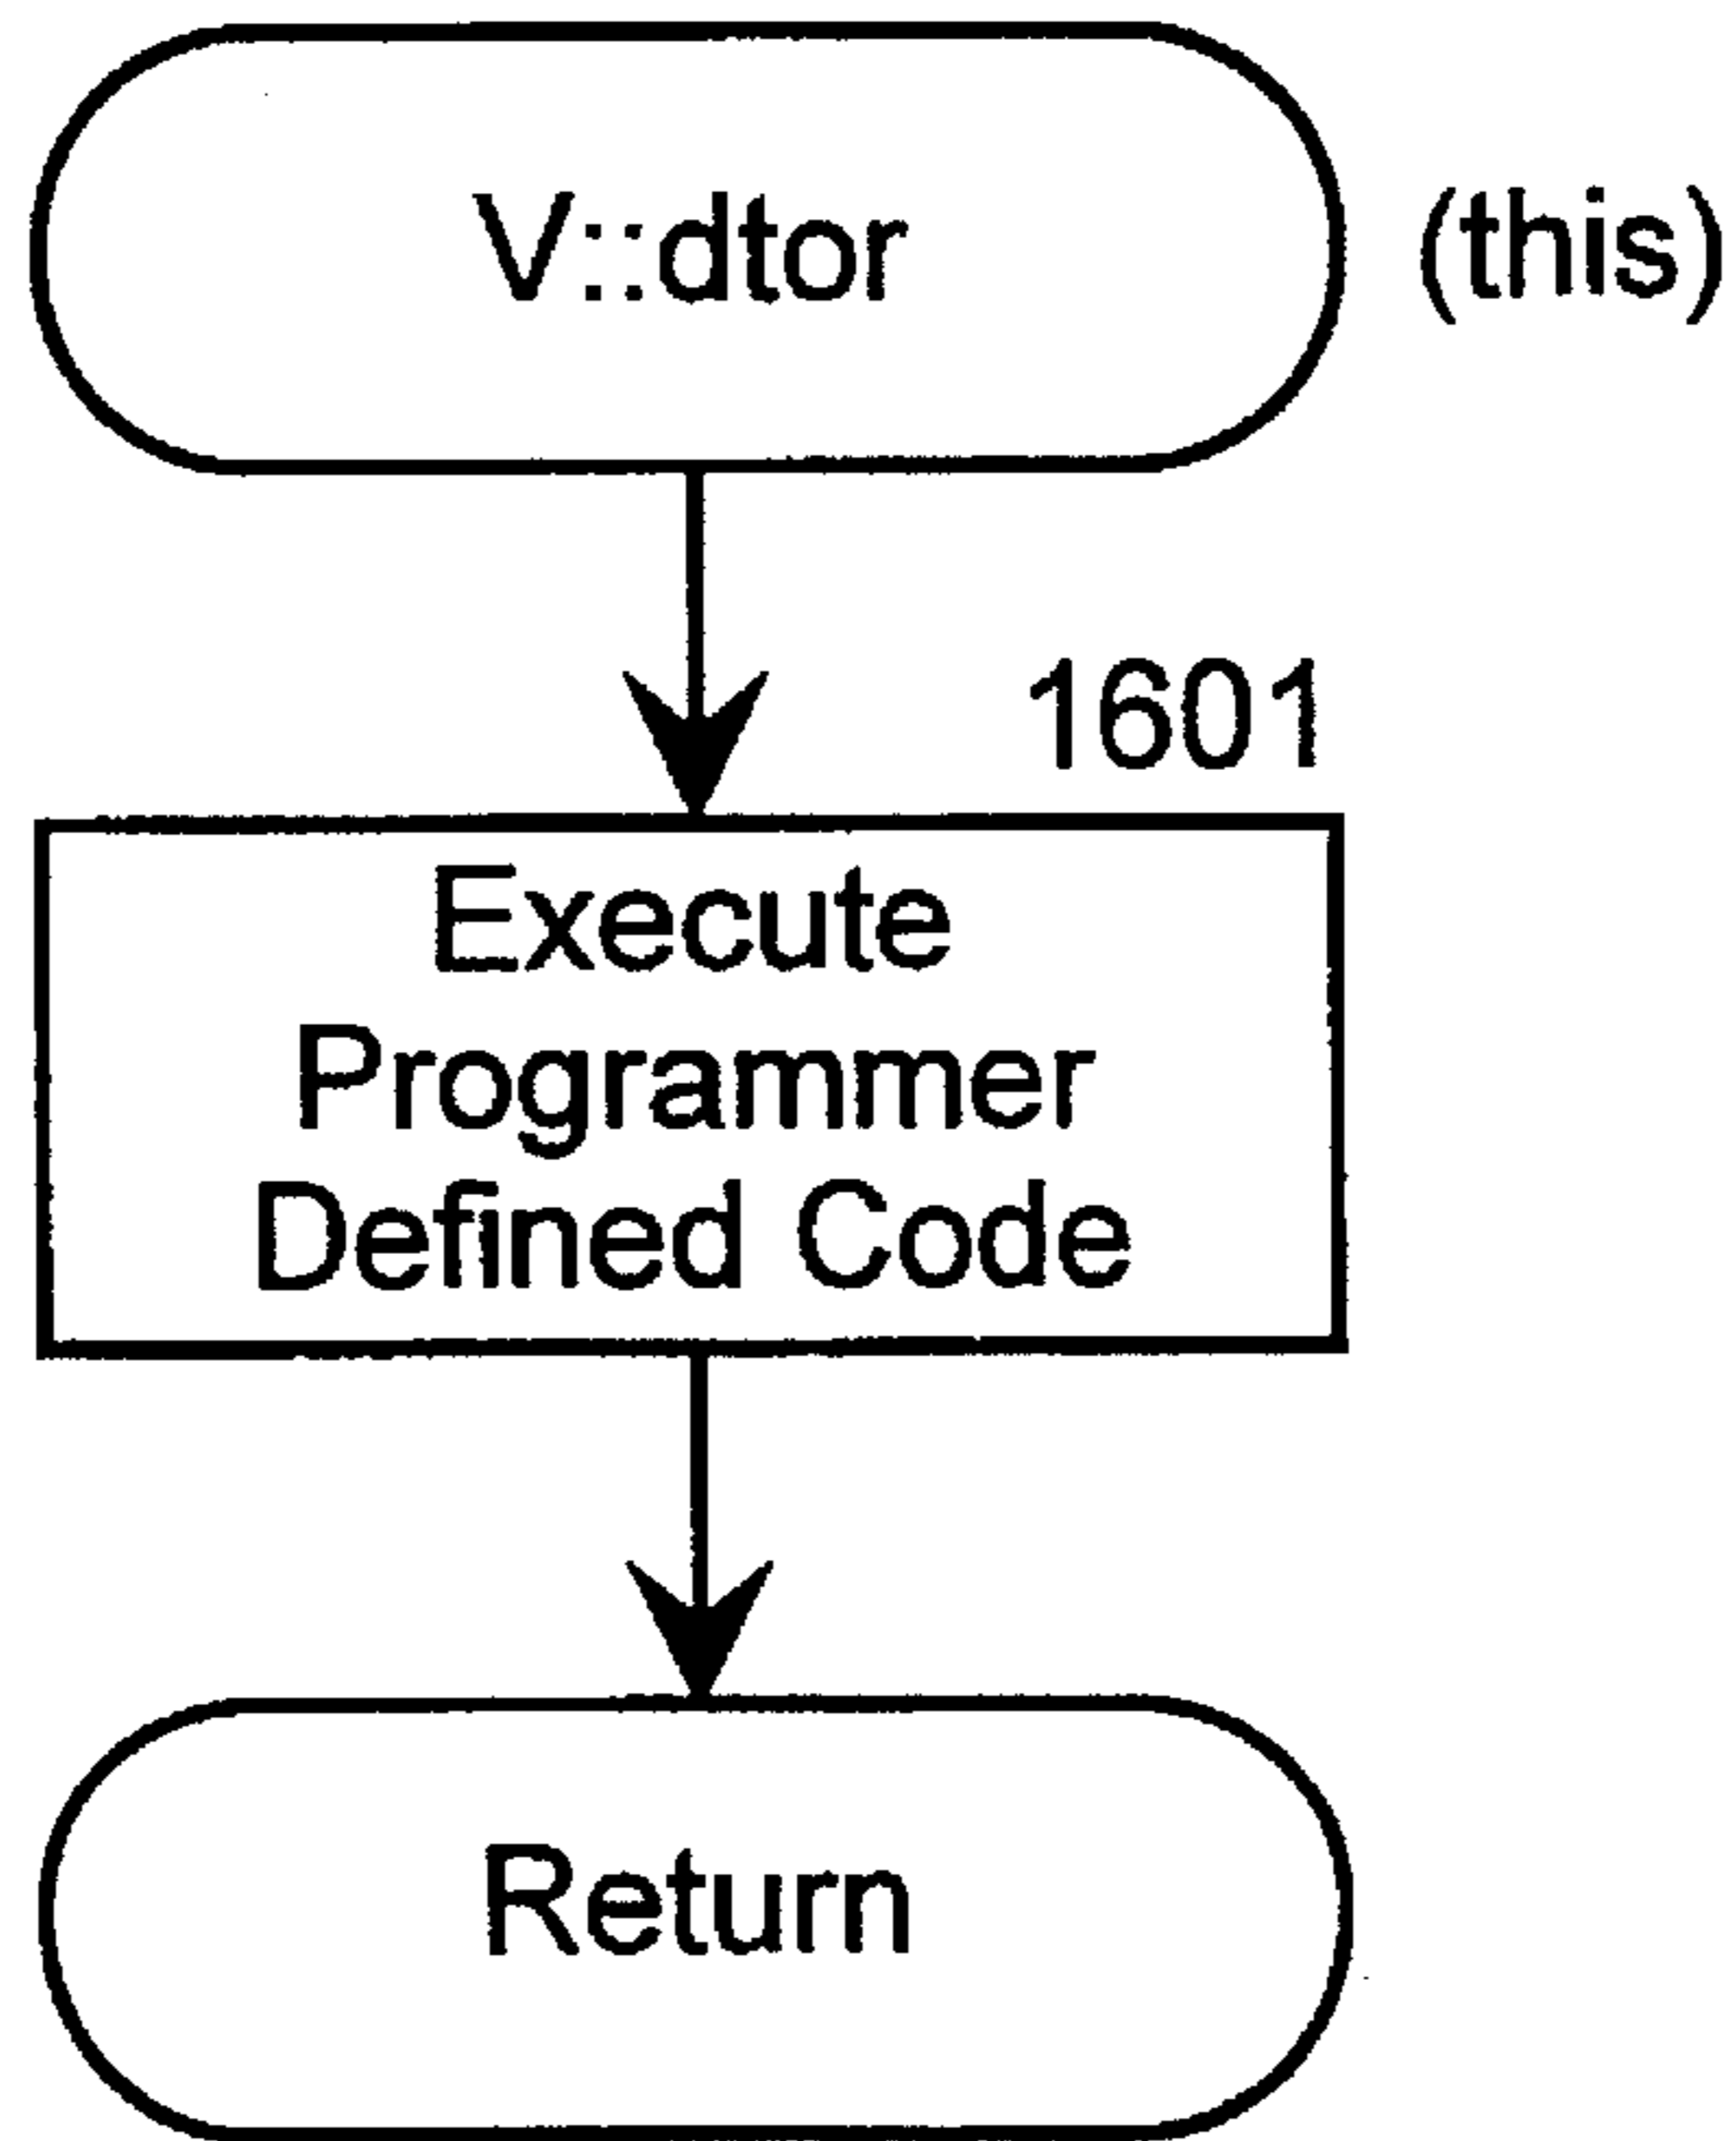 V::dtor (this)
1601
Execute
Programmer
Defined Code
Return